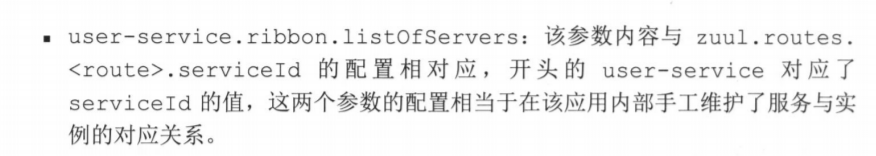 ▪ user-service.ribbon.listOfServers：该参数内容与 zuul.routes.
<route>.serviceId 的配置相对应，开头的 user-service 对应了
serviceId 的值，这两个参数的配置相当于在该应用内部手工维护了服务与实
例的对应关系。